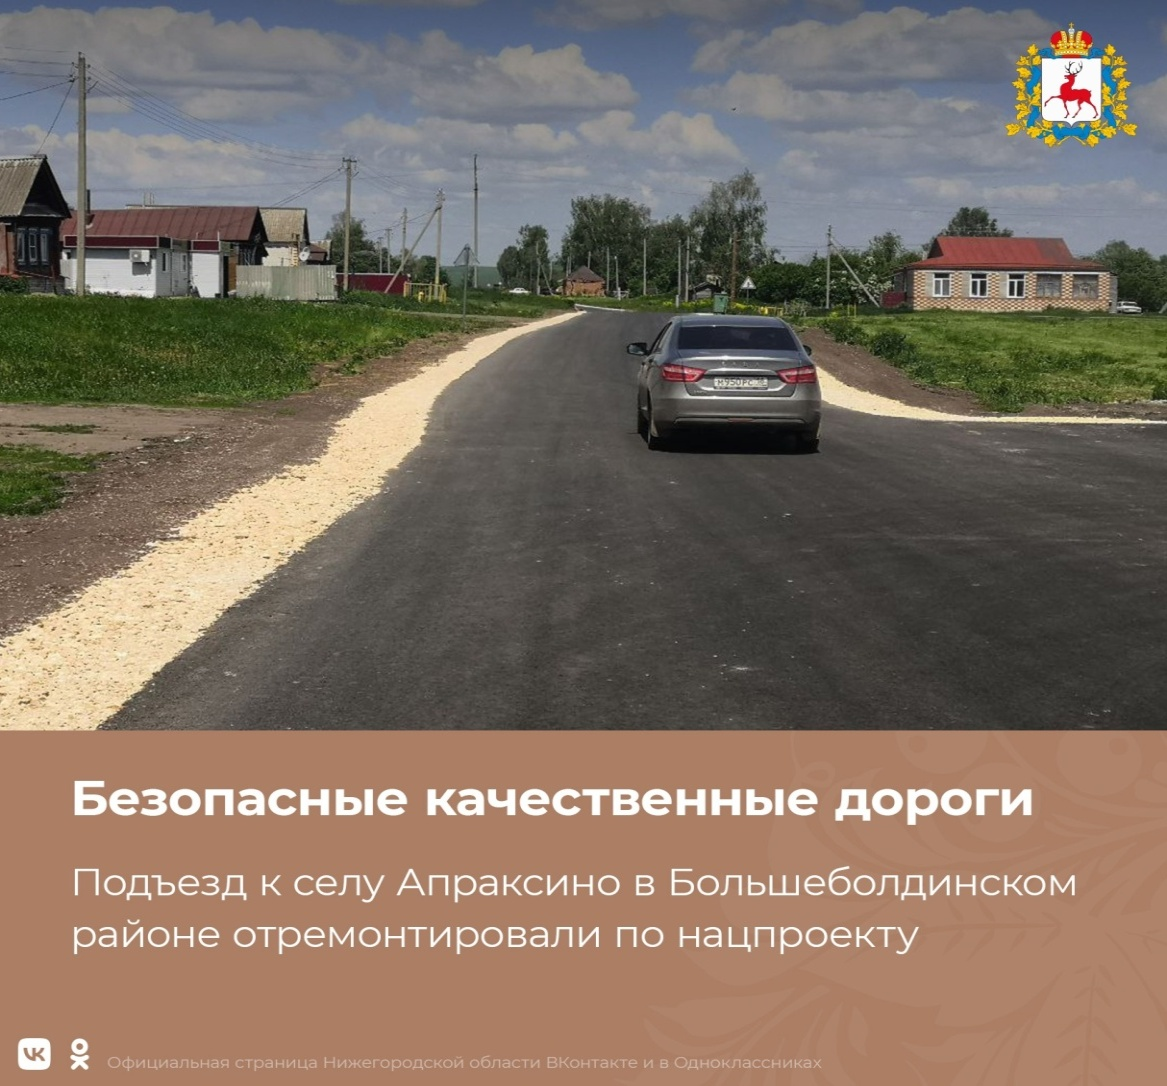 Безопасные качественные дороги
Подъезд к селу Апраксино в Большеболдинском
районе отремонтировали по нацпроекту
Официальная страница Нижегородской области ВКонтакте и в Одноклассниках